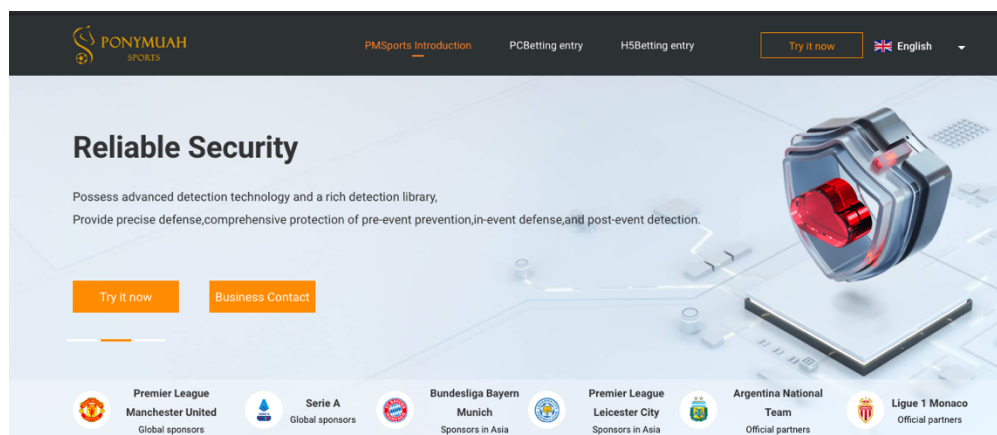 PONYMUAH
SPORTS
PMSports Introduction
PCBetting entry
H5Betting entry
Try it now
English
Reliable Security
Possess advanced detection technology and a rich detection library,
Provide precise defense,comprehensive protection of pre-event prevention,in-event defense,and post-event detection.
Try it now
Business Contact
Premier League
Manchester United
Global sponsors
Serie A
Global sponsors
Bundesliga Bayern
Munich
Sponsors in Asia
Premier League
Leicester City
Sponsors in Asia
Argentina National
Team
Official partners
Ligue 1 Monaco
Official partners